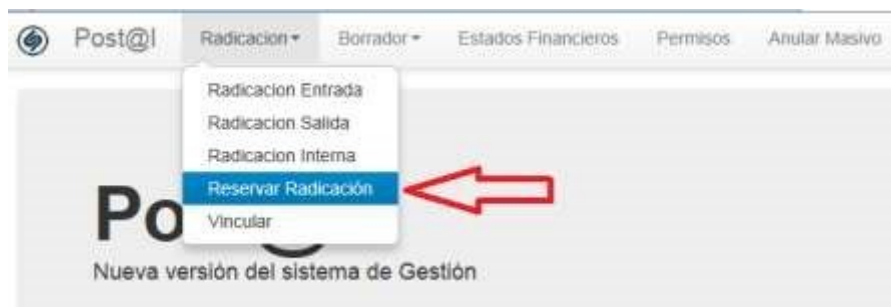 Post@l Radicacion Borrador Estados Financieros Permisos Anular Masivo
Radicacion Entrada
Radicacion Salida
Radicacion Interna
Reservar Radicación
Vincular
Po
Nueva versión del sistema de Gestión